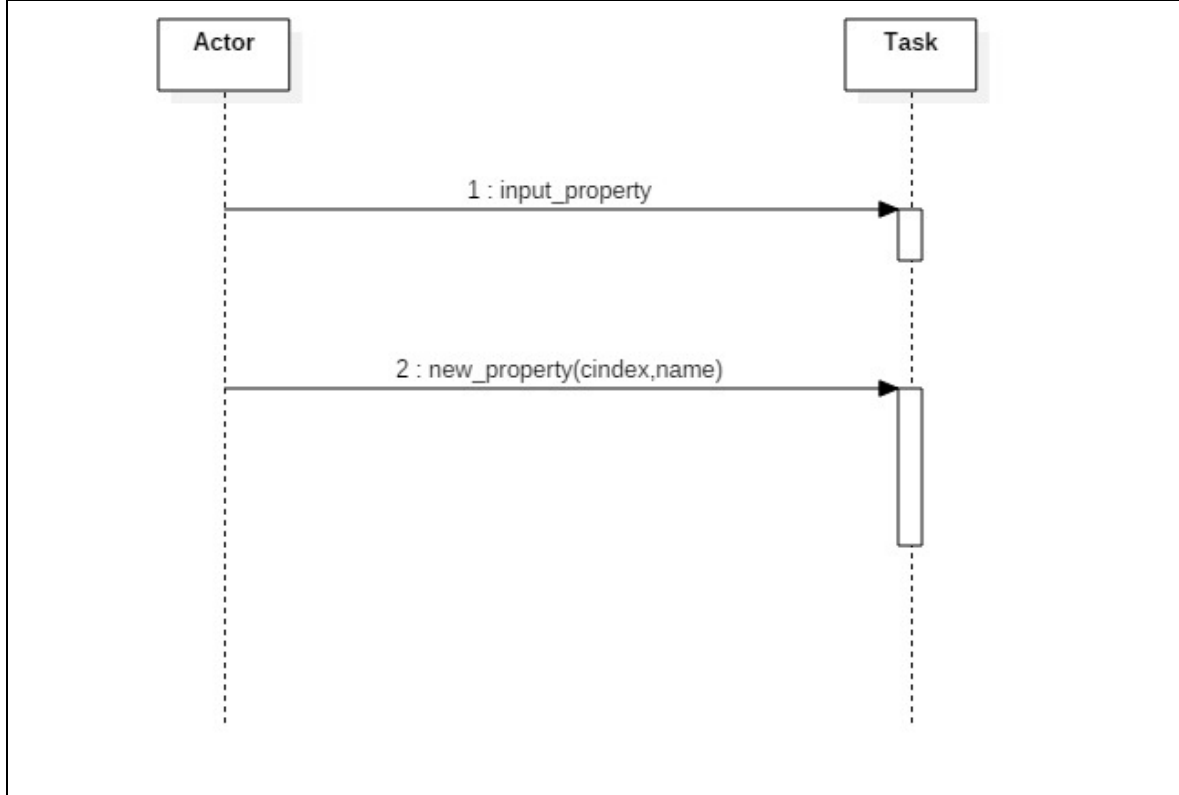 Actor
Task
1 : input_property
2 : new_property(cindex,name)